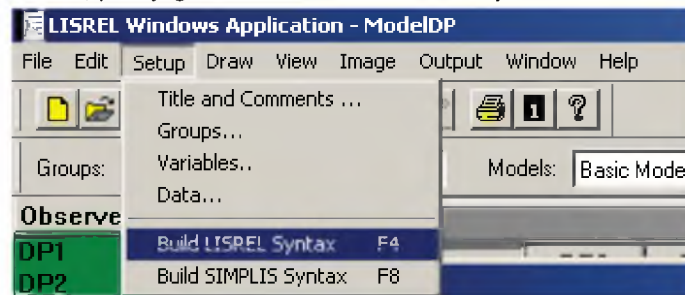 LISREL Windows Application - ModelDP
File Edit Setup Draw View Image Output Window Help
Title and Comments ...
Groups...
Groups: Variables.. Models: Basic Mode
Data...
Observe
DP1 Build LISREL Syntax F4
DP2 Build SIMPLIS Syntax F8